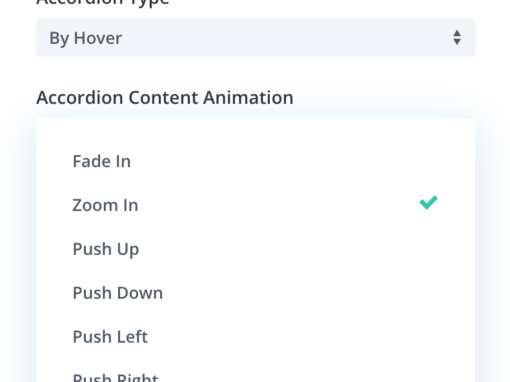 Accordion Type
By Hover
Accordion Content Animation
Fade In
Zoom In
Push Up
Push Down
Push Left
Push Right